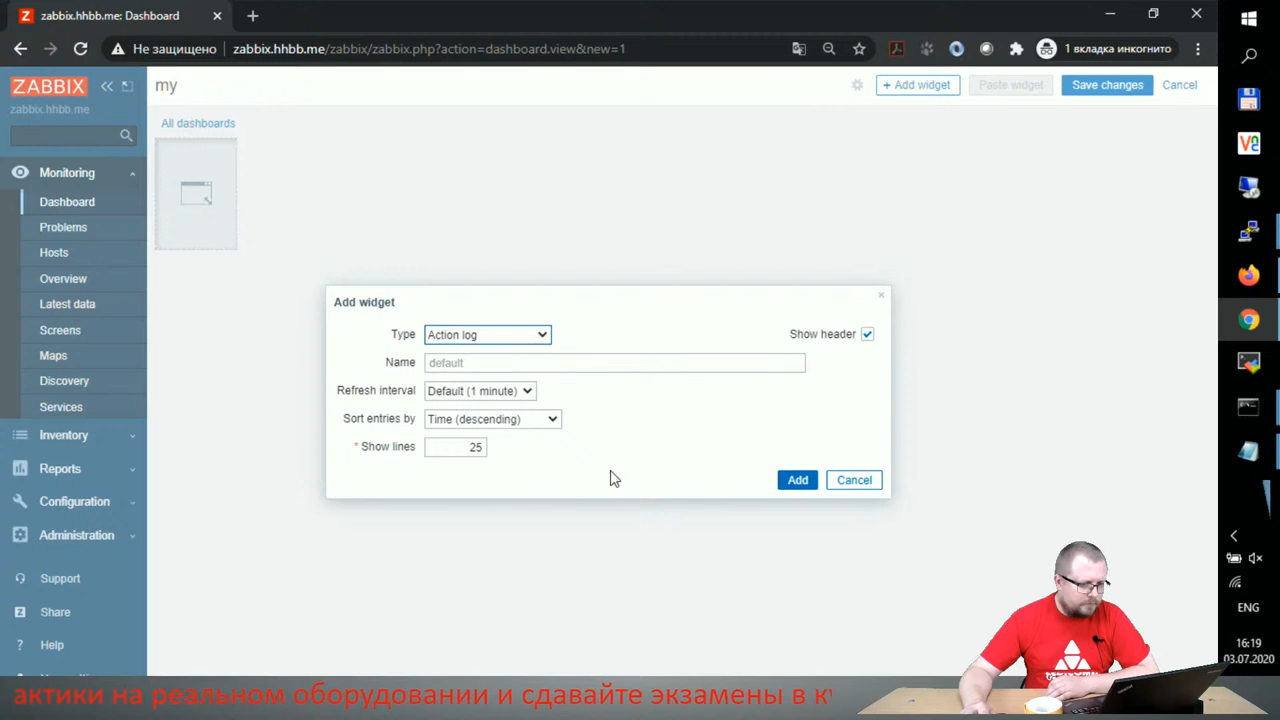 zabbix.hhbb.me: Dashboard
Не защищено
zabbix.hhbb.me/zabbix/zabbix.php?action=dashboard.view&new=1
1 вкладка инкогнито
ZABBIX
zabbix.hhbb.me
my
+ Add widget
Paste widget
Save changes
Cancel
All dashboards
Monitoring
Dashboard
Problems
Hosts
Overview
Latest data
Screens
Maps
Discovery
Services
Inventory
Reports
Configuration
Administration
Support
Share
Help
Add widget
Type
Action log
Show header
Name
default
Refresh interval
Default (1 minute)
Sort entries by
Time (descending)
* Show lines
25
Add
Cancel
ENG
16:19
03.07.2020
актики на реальном оборудовании и сдавайте экзамены в